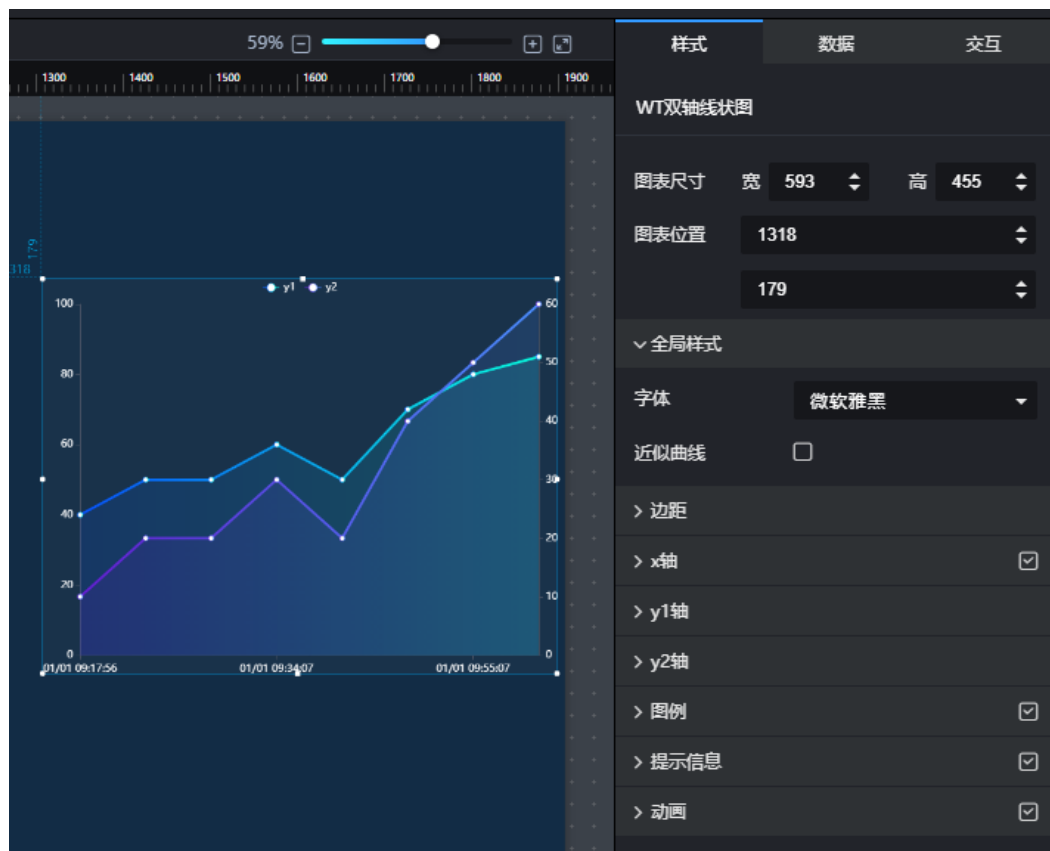 59%
样式 数据 交互
1300 1400 1500 1600 1700 1800 1900
WT双轴线状图
图表尺寸 宽 593 高 455
图表位置 1318
179
179
318
全局样式
字体 微软雅黑
近似曲线
边距
x轴
y1轴
y2轴
图例
提示信息
动画
y1 y2
100 60
80 50
60 40
40 30
20 20
10
0 0
01/01 09:17:56 01/01 09:34:07 01/01 09:55:07